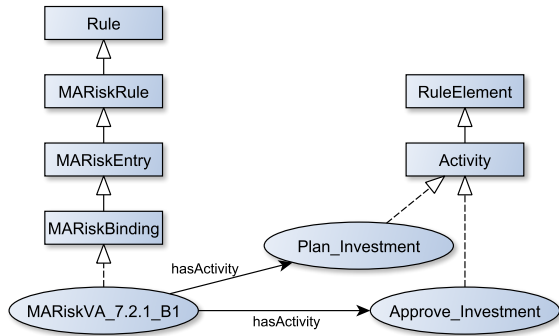 Rule
MARiskRule
RuleElement
MARiskEntry
Activity
MARiskBinding
Plan_Investment
hasActivity
MARiskVA_7.2.1_B1
Approve_Investment
hasActivity